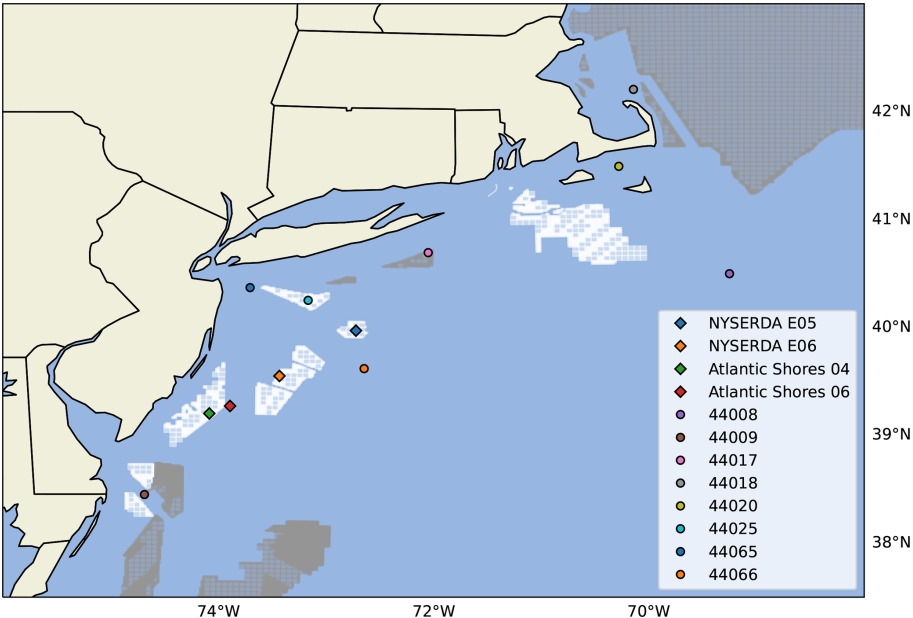 42°N
41°N
40°N
39°N
38°N
NYSERDA E05
NYSERDA E06
Atlantic Shores 04
Atlantic Shores 06
44008
44009
44017
44018
44020
44025
44065
44066
74°W
72°W
70°W